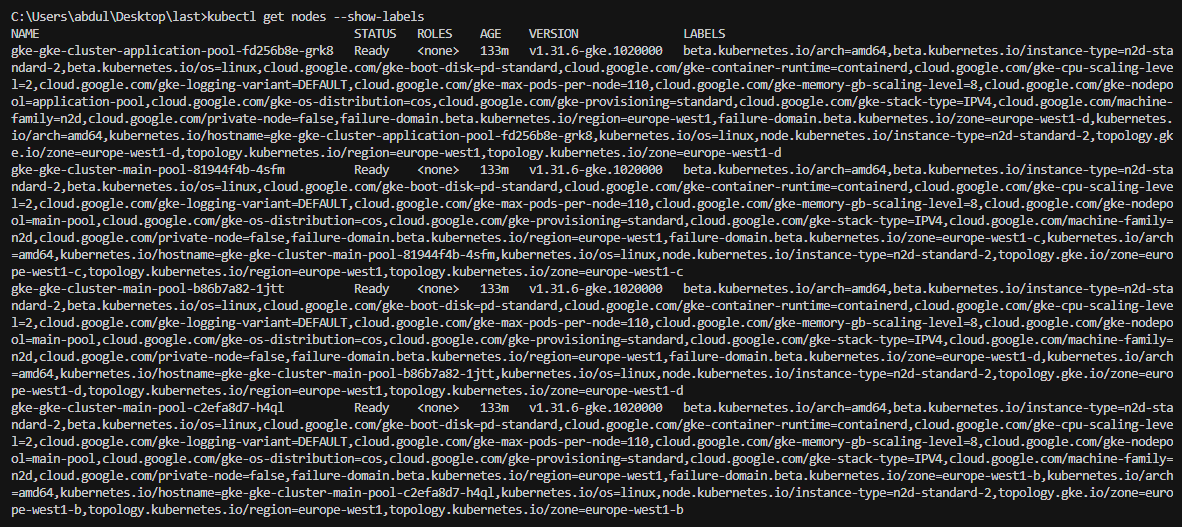 C:\Users\abdul\Desktop\last>kubectl get nodes --show-labels
NAME STATUS ROLES AGE VERSION LABELS
gke-gke-cluster-application-pool-fd256b8e-grk8 Ready <none> 133m v1.31.6-gke.1020000 beta.kubernetes.io/arch=amd64,beta.kubernetes.io/instance-type=n2d-sta
ndard-2,beta.kubernetes.io/os=linux,cloud.google.com/gke-boot-disk=pd-standard,cloud.google.com/gke-container-runtime=containerd,cloud.google.com/gke-cpu-scaling-leve
l=2,cloud.google.com/gke-logging-variant=DEFAULT,cloud.google.com/gke-max-pods-per-node=110,cloud.google.com/gke-memory-gb-scaling-level=8,cloud.google.com/gke-nodepo
ol=application-pool,cloud.google.com/gke-os-distribution=cos,cloud.google.com/gke-provisioning=standard,cloud.google.com/gke-stack-type=IPV4,cloud.google.com/machine-
family=n2d,cloud.google.com/private-node=false,failure-domain.beta.kubernetes.io/region=europe-west1,failure-domain.beta.kubernetes.io/zone=europe-west1-d,kubernetes.
io/arch=amd64,kubernetes.io/hostname=gke-gke-cluster-application-pool-fd256b8e-grk8,kubernetes.io/os=linux,node.kubernetes.io/instance-type=n2d-standard-2,topology.gk
e.io/zone=europe-west1-d,topology.kubernetes.io/region=europe-west1,topology.kubernetes.io/zone=europe-west1-d
gke-gke-cluster-main-pool-81944f4b-4sfm Ready <none> 133m v1.31.6-gke.1020000 beta.kubernetes.io/arch=amd64,beta.kubernetes.io/instance-type=n2d-sta
ndard-2,beta.kubernetes.io/os=linux,cloud.google.com/gke-boot-disk=pd-standard,cloud.google.com/gke-container-runtime=containerd,cloud.google.com/gke-cpu-scaling-leve
l=2,cloud.google.com/gke-logging-variant=DEFAULT,cloud.google.com/gke-max-pods-per-node=110,cloud.google.com/gke-memory-gb-scaling-level=8,cloud.google.com/gke-nodepo
ol=main-pool,cloud.google.com/gke-os-distribution=cos,cloud.google.com/gke-provisioning=standard,cloud.google.com/gke-stack-type=IPV4,cloud.google.com/machine-family=
n2d,cloud.google.com/private-node=false,failure-domain.beta.kubernetes.io/region=europe-west1,failure-domain.beta.kubernetes.io/zone=europe-west1-c,kubernetes.io/arch
=amd64,kubernetes.io/hostname=gke-gke-cluster-main-pool-81944f4b-4sfm,kubernetes.io/os=linux,node.kubernetes.io/instance-type=n2d-standard-2,topology.gke.io/zone=euro
pe-west1-c,topology.kubernetes.io/region=europe-west1,topology.kubernetes.io/zone=europe-west1-c
gke-gke-cluster-main-pool-b86b7a82-1jtt Ready <none> 133m v1.31.6-gke.1020000 beta.kubernetes.io/arch=amd64,beta.kubernetes.io/instance-type=n2d-sta
ndard-2,beta.kubernetes.io/os=linux,cloud.google.com/gke-boot-disk=pd-standard,cloud.google.com/gke-container-runtime=containerd,cloud.google.com/gke-cpu-scaling-leve
l=2,cloud.google.com/gke-logging-variant=DEFAULT,cloud.google.com/gke-max-pods-per-node=110,cloud.google.com/gke-memory-gb-scaling-level=8,cloud.google.com/gke-nodepo
ol=main-pool,cloud.google.com/gke-os-distribution=cos,cloud.google.com/gke-provisioning=standard,cloud.google.com/gke-stack-type=IPV4,cloud.google.com/machine-family=
n2d,cloud.google.com/private-node=false,failure-domain.beta.kubernetes.io/region=europe-west1,failure-domain.beta.kubernetes.io/zone=europe-west1-d,kubernetes.io/arch
=amd64,kubernetes.io/hostname=gke-gke-cluster-main-pool-b86b7a82-1jtt,kubernetes.io/os=linux,node.kubernetes.io/instance-type=n2d-standard-2,topology.gke.io/zone=euro
pe-west1-d,topology.kubernetes.io/region=europe-west1,topology.kubernetes.io/zone=europe-west1-d
gke-gke-cluster-main-pool-c2efa8d7-h4ql Ready <none> 133m v1.31.6-gke.1020000 beta.kubernetes.io/arch=amd64,beta.kubernetes.io/instance-type=n2d-sta
ndard-2,beta.kubernetes.io/os=linux,cloud.google.com/gke-boot-disk=pd-standard,cloud.google.com/gke-container-runtime=containerd,cloud.google.com/gke-cpu-scaling-leve
l=2,cloud.google.com/gke-logging-variant=DEFAULT,cloud.google.com/gke-max-pods-per-node=110,cloud.google.com/gke-memory-gb-scaling-level=8,cloud.google.com/gke-nodepo
ol=main-pool,cloud.google.com/gke-os-distribution=cos,cloud.google.com/gke-provisioning=standard,cloud.google.com/gke-stack-type=IPV4,cloud.google.com/machine-family=
n2d,cloud.google.com/private-node=false,failure-domain.beta.kubernetes.io/region=europe-west1,failure-domain.beta.kubernetes.io/zone=europe-west1-b,kubernetes.io/arch
=amd64,kubernetes.io/hostname=gke-gke-cluster-main-pool-c2efa8d7-h4ql,kubernetes.io/os=linux,node.kubernetes.io/instance-type=n2d-standard-2,topology.gke.io/zone=euro
pe-west1-b,topology.kubernetes.io/region=europe-west1,topology.kubernetes.io/zone=europe-west1-b